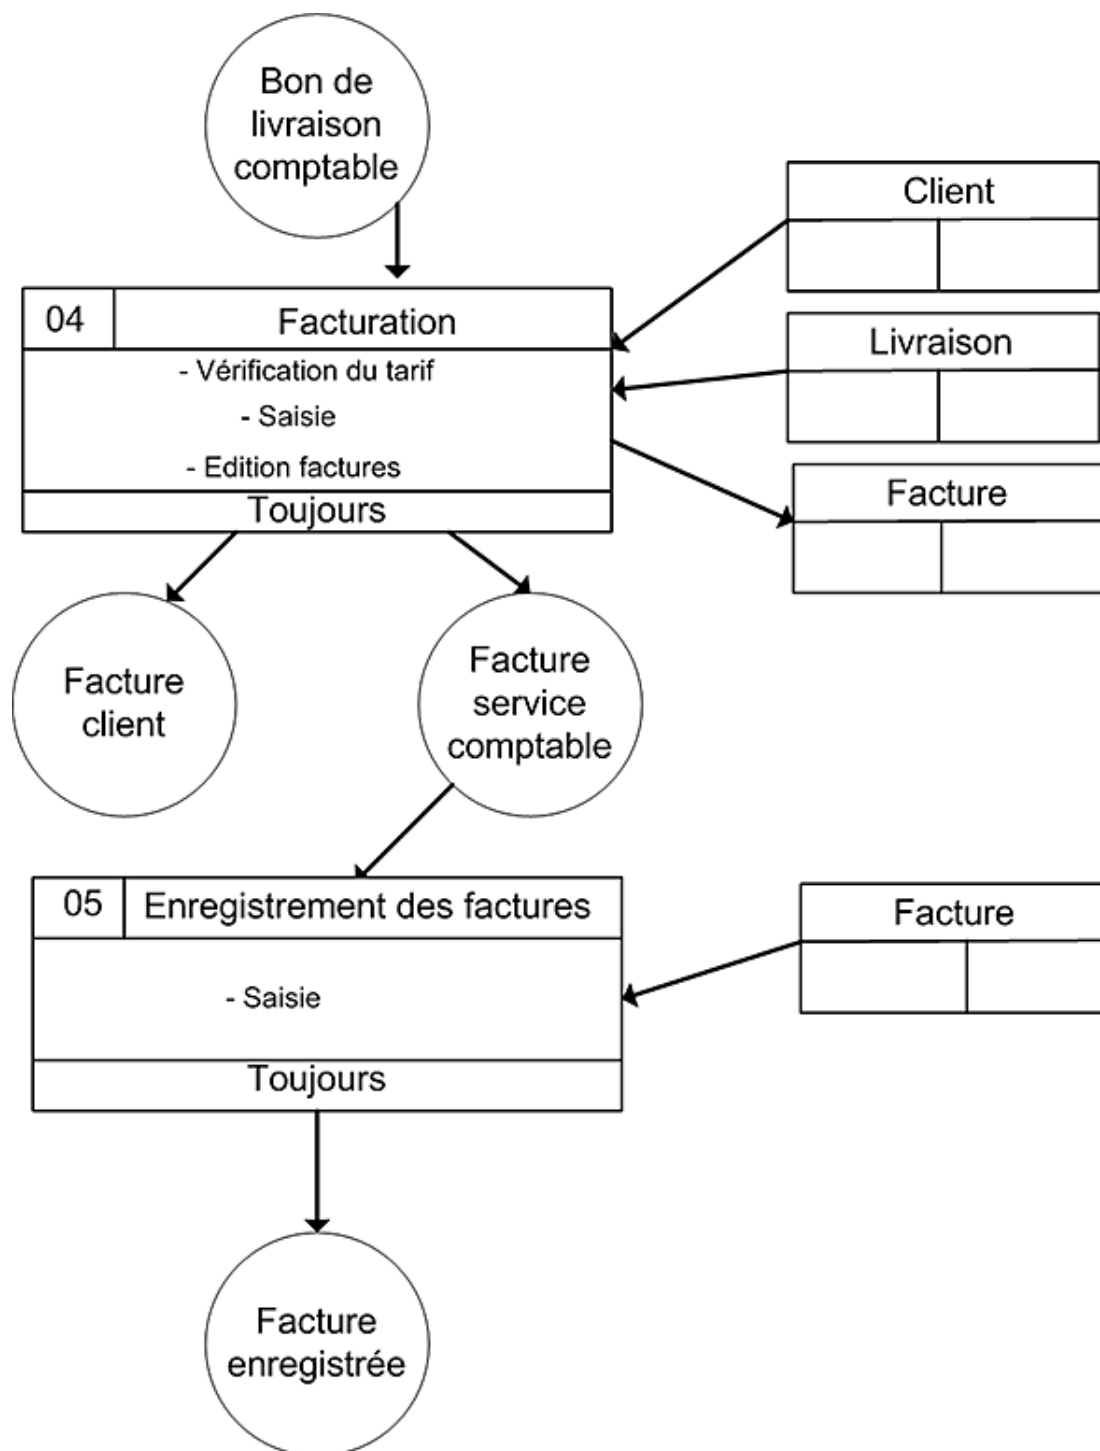 Bon de
livraison
comptable
Client
04
Facturation
Livraison
- Vérification du tarif
- Saisie
- Edition factures
Facture
Toujours
Facture
client
Facture
service
comptable
05
Enregistrement des factures
Facture
- Saisie
Toujours
Facture
enregistrée